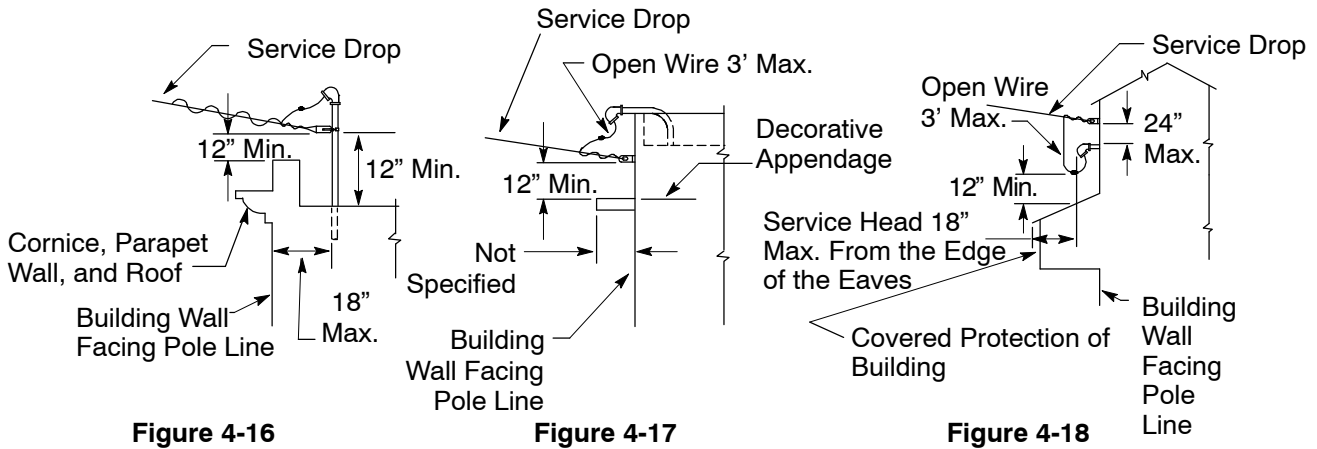 Service Drop
12” Min.
12” Min.
Cornice, Parapet
Wall, and Roof
Building Wall
Facing Pole Line
18”
Max.
Figure 4-16
Service Drop
Open Wire 3’ Max.
Decorative
Appendage
12” Min.
Not
Specified
Building
Wall Facing
Pole Line
Figure 4-17
Service Drop
Open Wire
3’ Max.
24”
Max.
12” Min.
Service Head 18”
Max. From the Edge
of the Eaves
Covered Protection of
Building
Building
Wall
Facing
Pole
Line
Figure 4-18